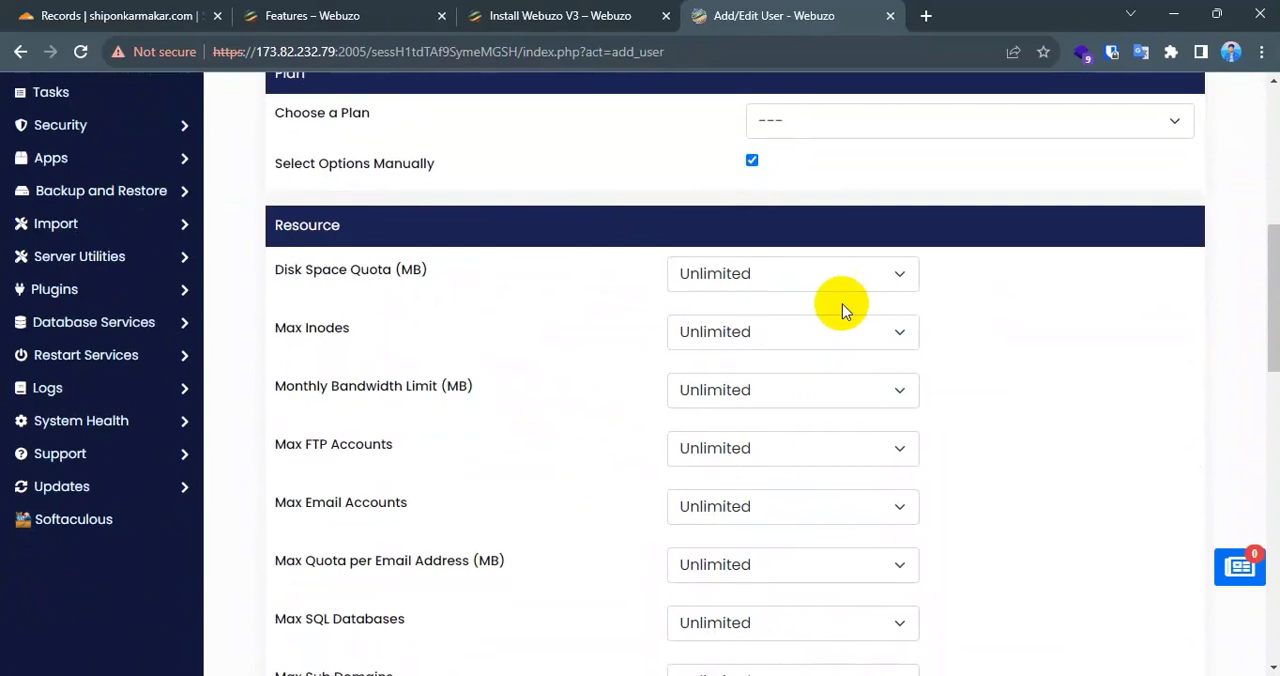 Records | shiponkarmakar.com |
Features – Webuzo
Install Webuzo V3 – Webuzo
Add/Edit User - Webuzo
Not secure
https://173.82.232.79:2005/sessH1tdTAf9SymeMGSH/index.php?act=add_user
9
Tasks
Security
Apps
Backup and Restore
Import
Server Utilities
Plugins
Database Services
Restart Services
Logs
System Health
Support
Updates
Softaculous
Plan
Choose a Plan
---
Select Options Manually
Resource
Disk Space Quota (MB)
Unlimited
Max Inodes
Unlimited
Monthly Bandwidth Limit (MB)
Unlimited
Max FTP Accounts
Unlimited
Max Email Accounts
Unlimited
Max Quota per Email Address (MB)
Unlimited
Max SQL Databases
Unlimited
Max Sub Domains
Unlimited
0